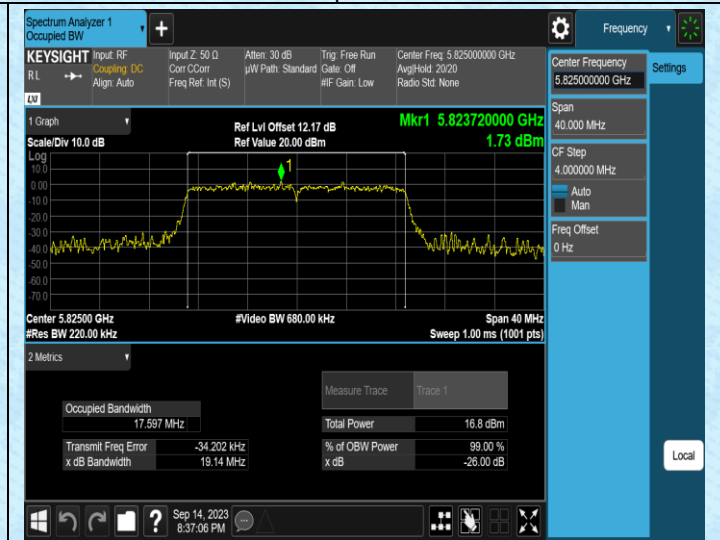 Spectrum Analyzer 1
Occupied BW
+
Frequency
KEYSIGHT
RL
LXI
Input: RF
Coupling: DC
Align: Auto
Input Z: 50 Ω
Corr CCorr
Freq Ref: Int (S)
Atten: 30 dB
µW Path: Standard
Trig: Free Run
Gate: Off
#IF Gain: Low
Center Freq: 5.825000000 GHz
Avg|Hold: 20/20
Radio Std: None
Center Frequency
5.825000000 GHz
Settings
Span
40.000 MHz
CF Step
4.000000 MHz
Auto
Man
Freq Offset
0 Hz
1 Graph
Scale/Div 10.0 dB
Ref Lvl Offset 12.17 dB
Ref Value 20.00 dBm
Mkr1 5.823720000 GHz
1.73 dBm
Log
10.0
0.00
-10.0
-20.0
-30.0
-40.0
-50.0
-60.0
-70.0
1
Center 5.82500 GHz
#Res BW 220.00 kHz
#Video BW 680.00 kHz
Span 40 MHz
Sweep 1.00 ms (1001 pts)
2 Metrics
Measure Trace
Trace 1
Occupied Bandwidth
17.597 MHz
Total Power
16.8 dBm
Transmit Freq Error
-34.202 kHz
% of OBW Power
99.00 %
x dB Bandwidth
19.14 MHz
x dB
-26.00 dB
Local
?
Sep 14, 2023
8:37:06 PM